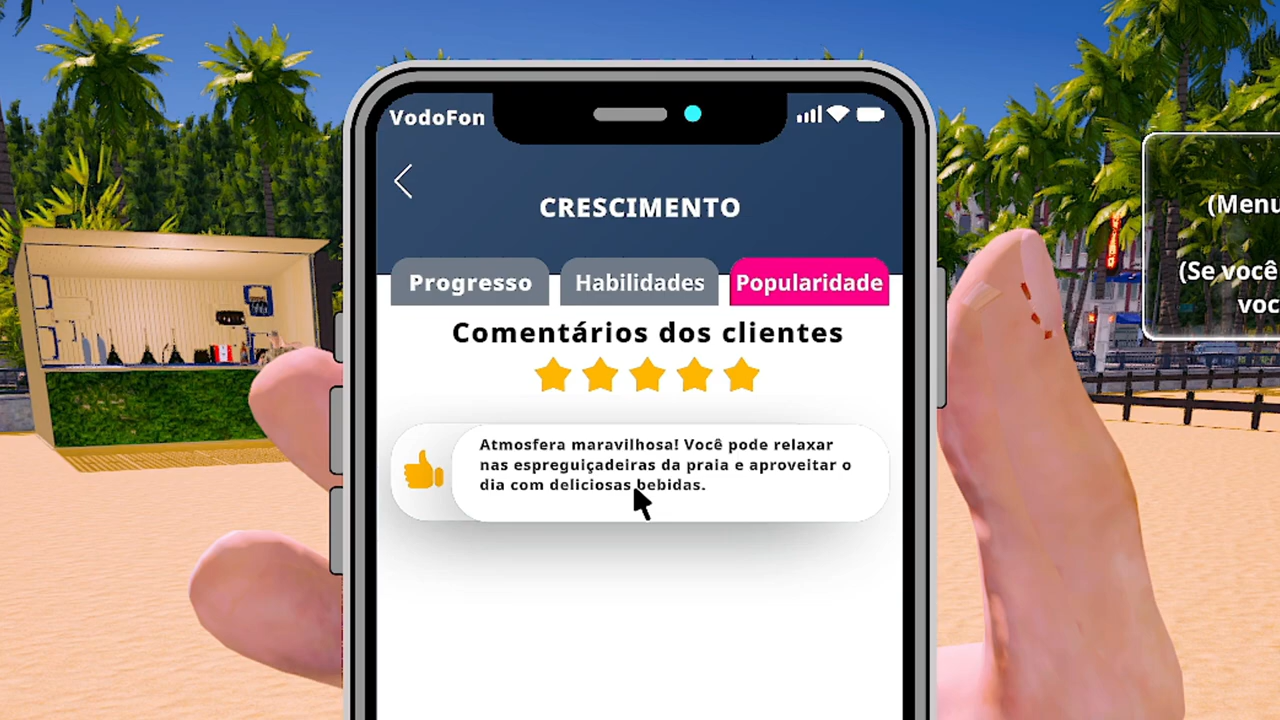 VodoFon
CRESCIMENTO
Progresso Habilidades Popularidade
Comentários dos clientes
Atmosfera maravilhosa! Você pode relaxar
nas espreguiçadeiras da praia e aproveitar o
dia com deliciosas bebidas.
(Menu
(Se você
voc